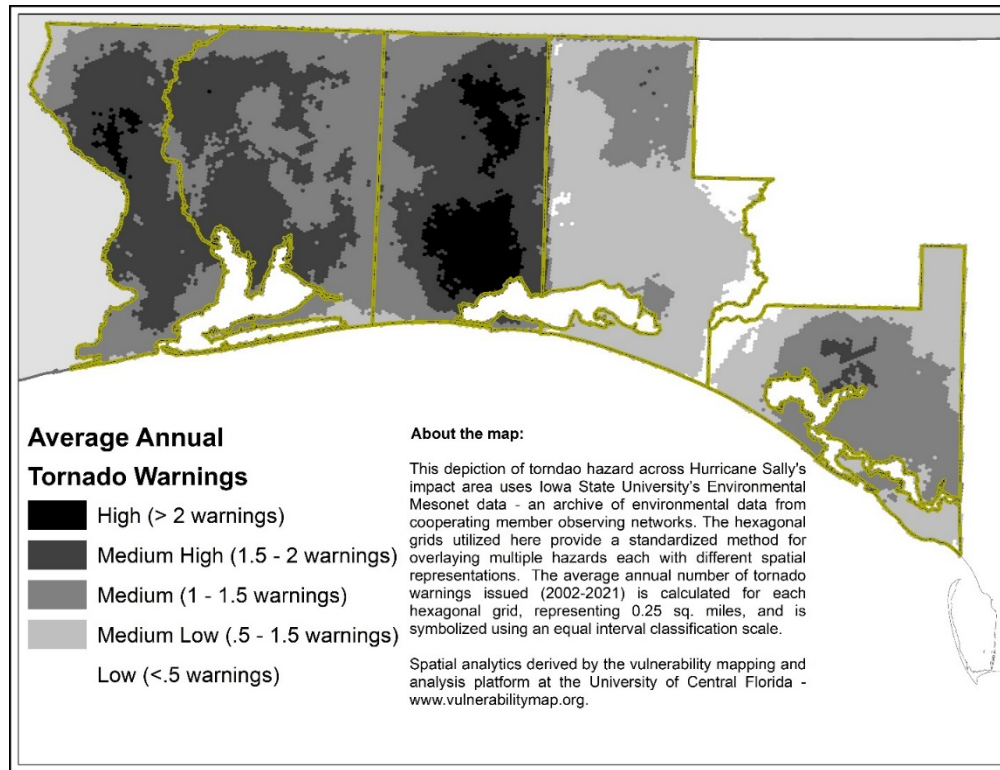 Average Annual
Tornado Warnings
High (> 2 warnings)
Medium High (1.5 - 2 warnings)
Medium (1 - 1.5 warnings)
Medium Low (.5 - 1.5 warnings)
Low (<.5 warnings)
About the map:
This depiction of torndao hazard across Hurricane Sally's
impact area uses Iowa State University's Environmental
Mesonet data - an archive of environmental data from
cooperating member observing networks. The hexagonal
grids utilized here provide a standardized method for
overlaying multiple hazards each with different spatial
representations. The average annual number of tornado
warnings issued (2002-2021) is calculated for each
hexagonal grid, representing 0.25 sq. miles, and is
symbolized using an equal interval classification scale.
Spatial analytics derived by the vulnerability mapping and
analysis platform at the University of Central Florida -
www.vulnerabilitymap.org.